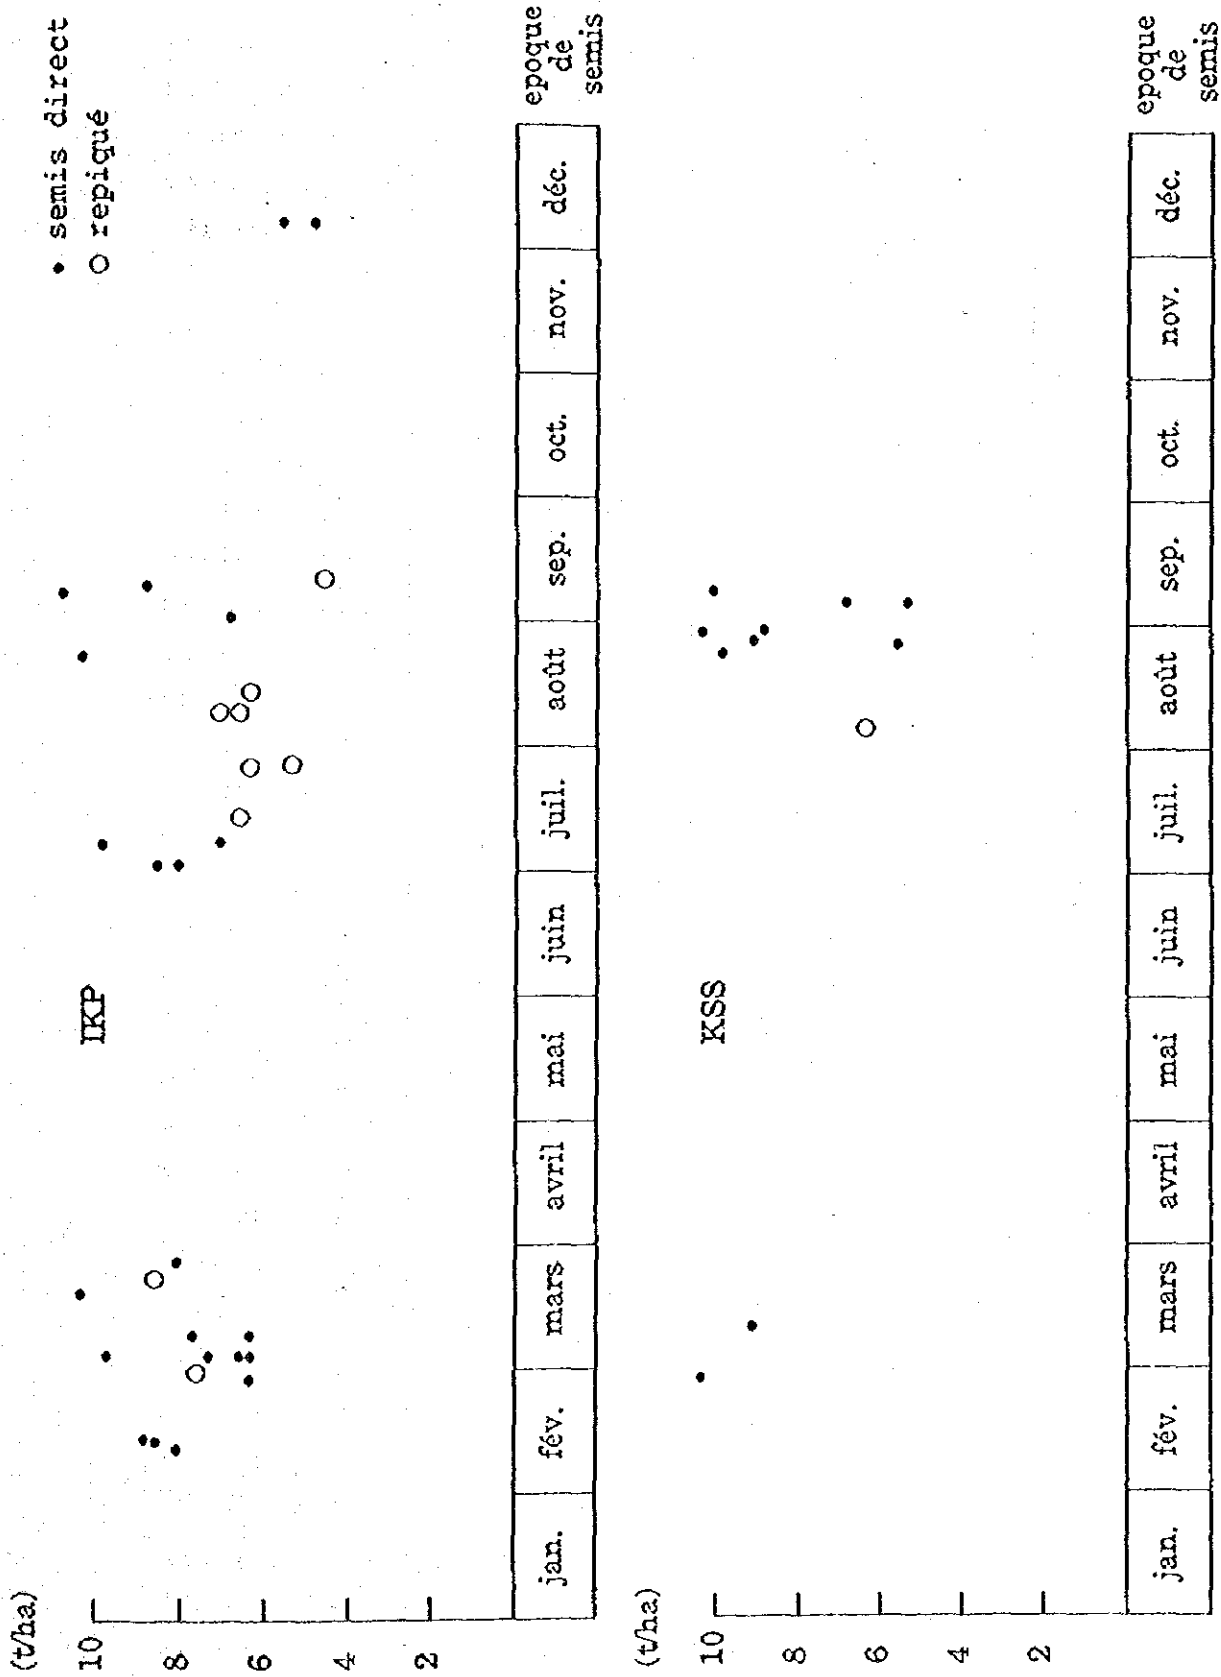 • semis direct
○ repiqué
(t/ha)
IKP
10
8
6
4
2
jan. fév. mars avril mai juin juil. août sep. oct. nov. déc.
epoque
de
semis
(t/ha)
KSS
10
8
6
4
2
jan. fév. mars avril mai juin juil. août sep. oct. nov. déc.
epoque
de
semis